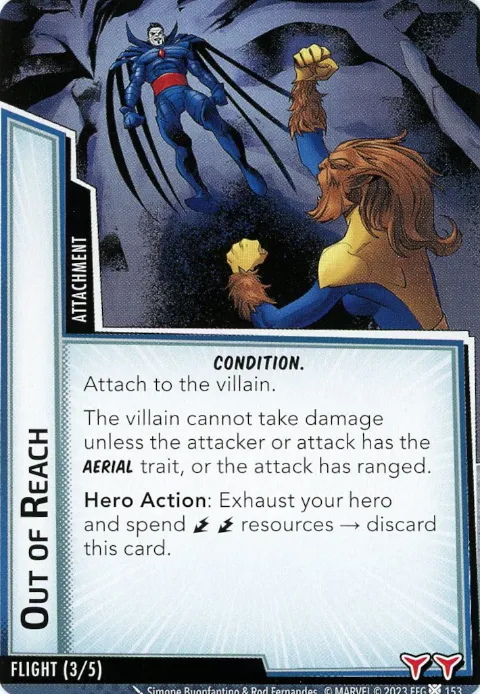 ATTACHMENT
OUT OF REACH
CONDITION.
Attach to the villain.
The villain cannot take damage
unless the attacker or attack has the
AERIAL trait, or the attack has ranged.
Hero Action: Exhaust your hero
and spend resources → discard
this card.
FLIGHT (3/5)
Simone Buonfantino & Rod Fernandes. © MARVEL © 2023 FFG 153